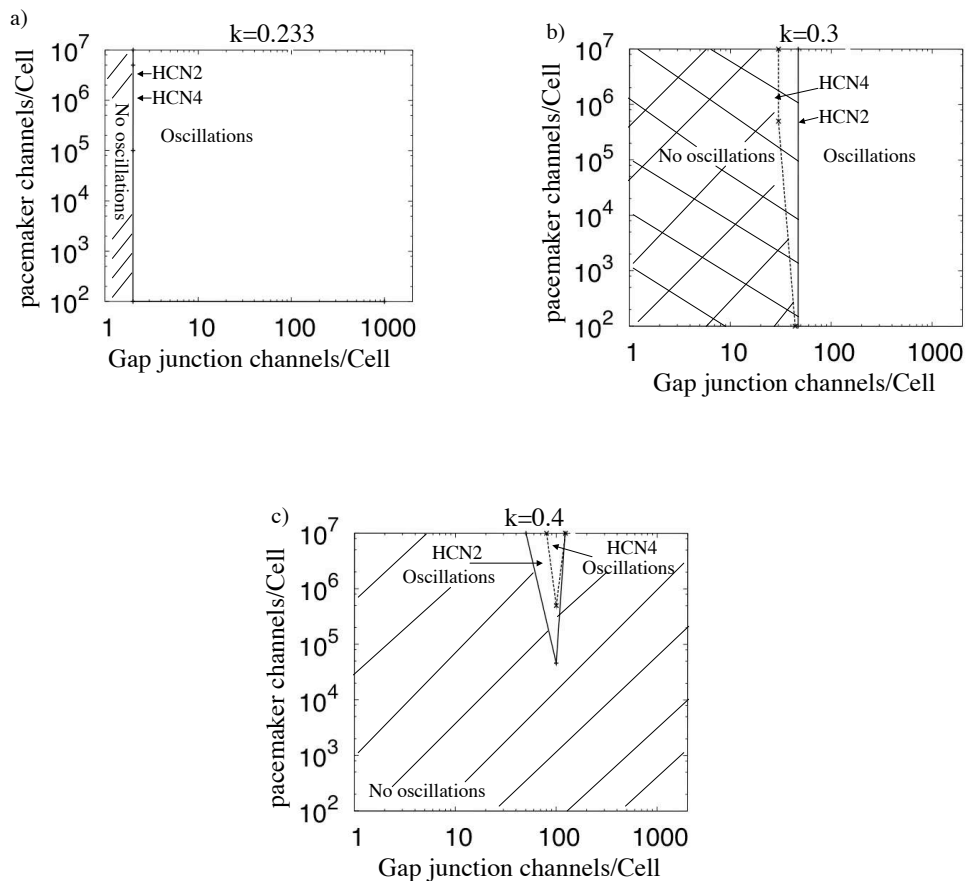 a)
k=0.233
10^7
10^6
10^5
10^4
10^3
10^2
pacemaker channels/Cell
HCN2
HCN4
No oscillations
Oscillations
1 10 100 1000
Gap junction channels/Cell
b)
k=0.3
10^7
10^6
10^5
10^4
10^3
10^2
pacemaker channels/Cell
HCN4
HCN2
No oscillations
Oscillations
1 10 100 1000
Gap junction channels/Cell
c)
k=0.4
10^7
10^6
10^5
10^4
10^3
10^2
pacemaker channels/Cell
HCN2
Oscillations
HCN4
Oscillations
No oscillations
1 10 100 1000
Gap junction channels/Cell